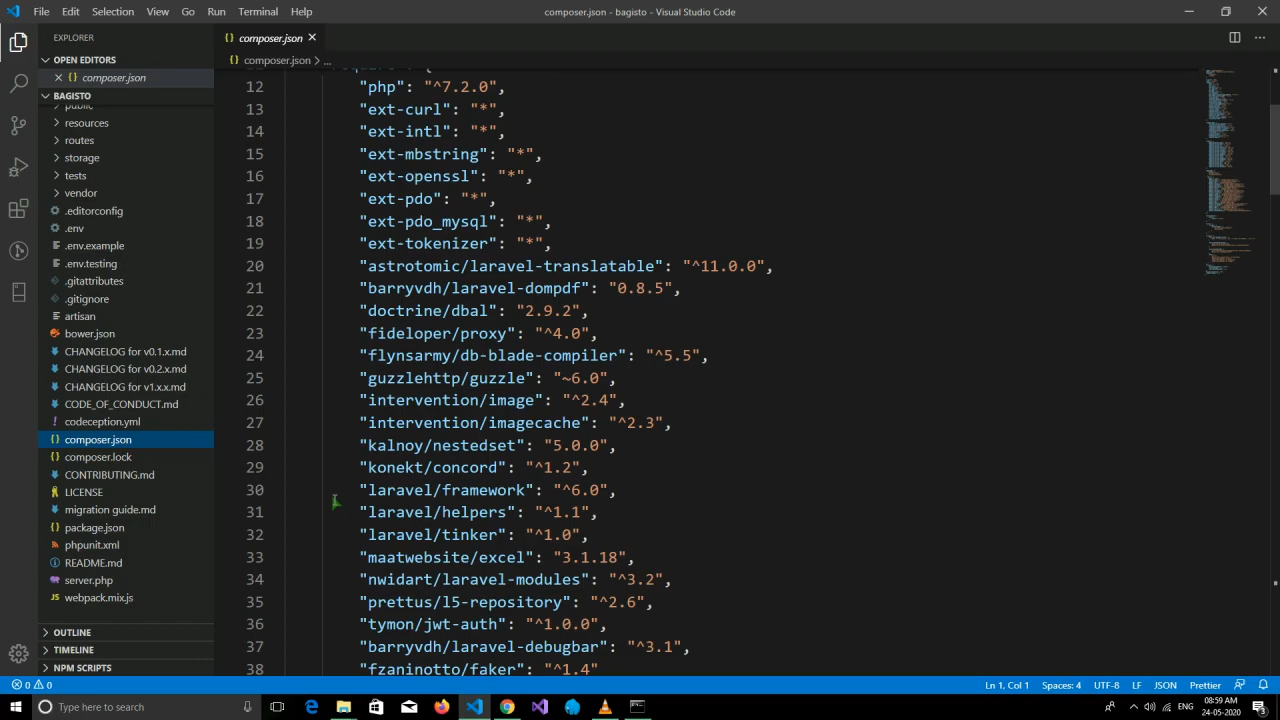 File Edit Selection View Go Run Terminal Help
composer.json - bagisto - Visual Studio Code
EXPLORER
OPEN EDITORS
composer.json
BAGISTO
public
resources
routes
storage
tests
vendor
.editorconfig
.env
.env.example
.env.testing
.gitattributes
.gitignore
artisan
bower.json
CHANGELOG for v0.1.x.md
CHANGELOG for v0.2.x.md
CHANGELOG for v1.x.x.md
CODE_OF_CONDUCT.md
codeception.yml
composer.json
composer.lock
CONTRIBUTING.md
LICENSE
migration guide.md
package.json
phpunit.xml
README.md
server.php
webpack.mix.js
OUTLINE
TIMELINE
NPM SCRIPTS
composer.json
composer.json > ...
12 "php": "^7.2.0",
13 "ext-curl": "*",
14 "ext-intl": "*",
15 "ext-mbstring": "*",
16 "ext-openssl": "*",
17 "ext-pdo": "*",
18 "ext-pdo_mysql": "*",
19 "ext-tokenizer": "*",
20 "astrotomic/laravel-translatable": "^11.0.0",
21 "barryvdh/laravel-dompdf": "0.8.5",
22 "doctrine/dbal": "2.9.2",
23 "fideloper/proxy": "^4.0",
24 "flynsarmy/db-blade-compiler": "^5.5",
25 "guzzlehttp/guzzle": "~6.0",
26 "intervention/image": "^2.4",
27 "intervention/imagecache": "^2.3",
28 "kalnoy/nestedset": "5.0.0",
29 "konekt/concord": "^1.2",
30 "laravel/framework": "^6.0",
31 "laravel/helpers": "^1.1",
32 "laravel/tinker": "^1.0",
33 "maatwebsite/excel": "3.1.18",
34 "nwidart/laravel-modules": "^3.2",
35 "prettus/l5-repository": "^2.6",
36 "tymon/jwt-auth": "^1.0.0",
37 "barryvdh/laravel-debugbar": "^3.1",
38 "fzaninotto/faker": "^1.4"
0 0 Ln 1, Col 1 Spaces: 4 UTF-8 LF JSON Prettier
Type here to search
ENG
08:59 AM
24-05-2020